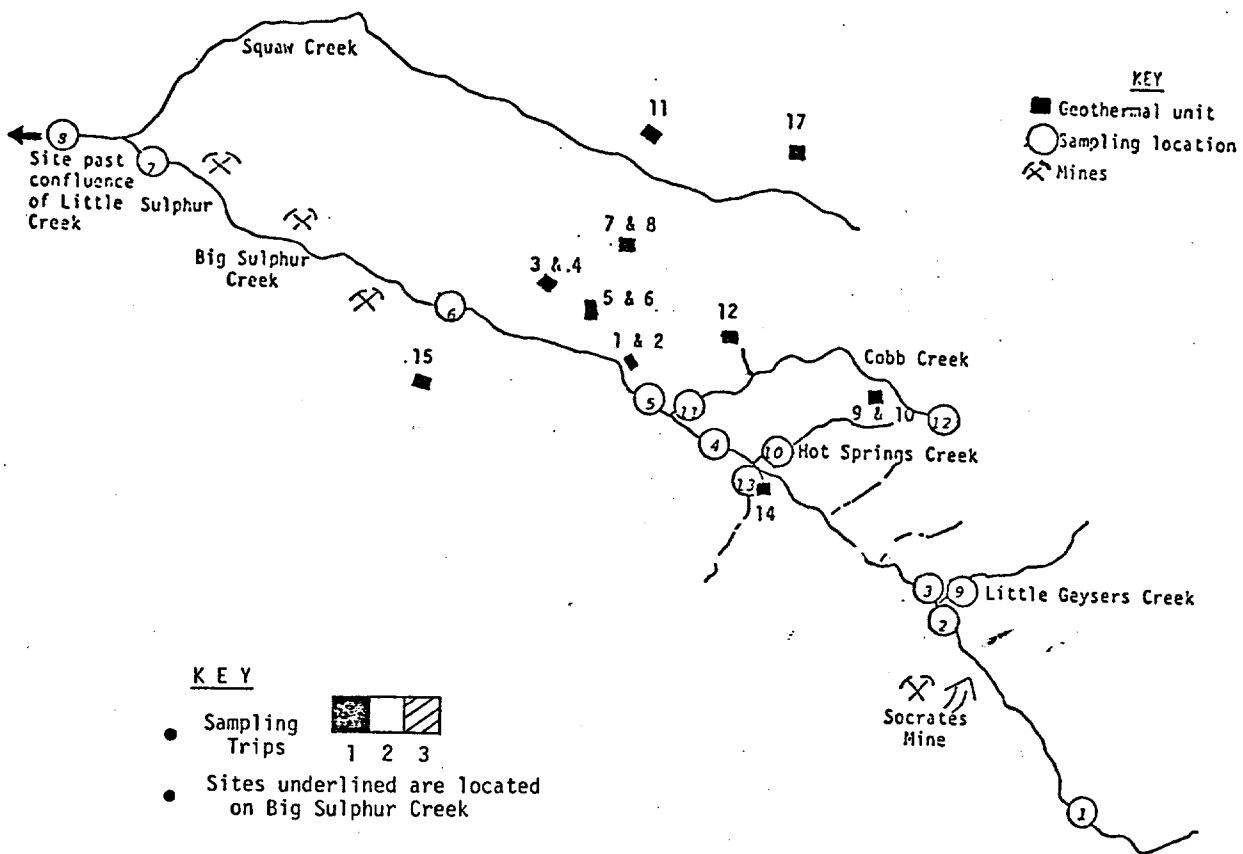 Squaw Creek
KEY
Geothermal unit
Sampling location
Mines
11
17
8
7
Site past
confluence
of Little Sulphur
Creek
Big Sulphur
Creek
7 & 8
3 & .4
5 & 6
6
1 & 2
12
.15
Cobb Creek
5
11
9 & 10
12
4
10
Hot Springs Creek
13
14
3
9
Little Geysers Creek
2
Socrates
Mine
1
K E Y
Sampling
Trips
1 2 3
Sites underlined are located
on Big Sulphur Creek